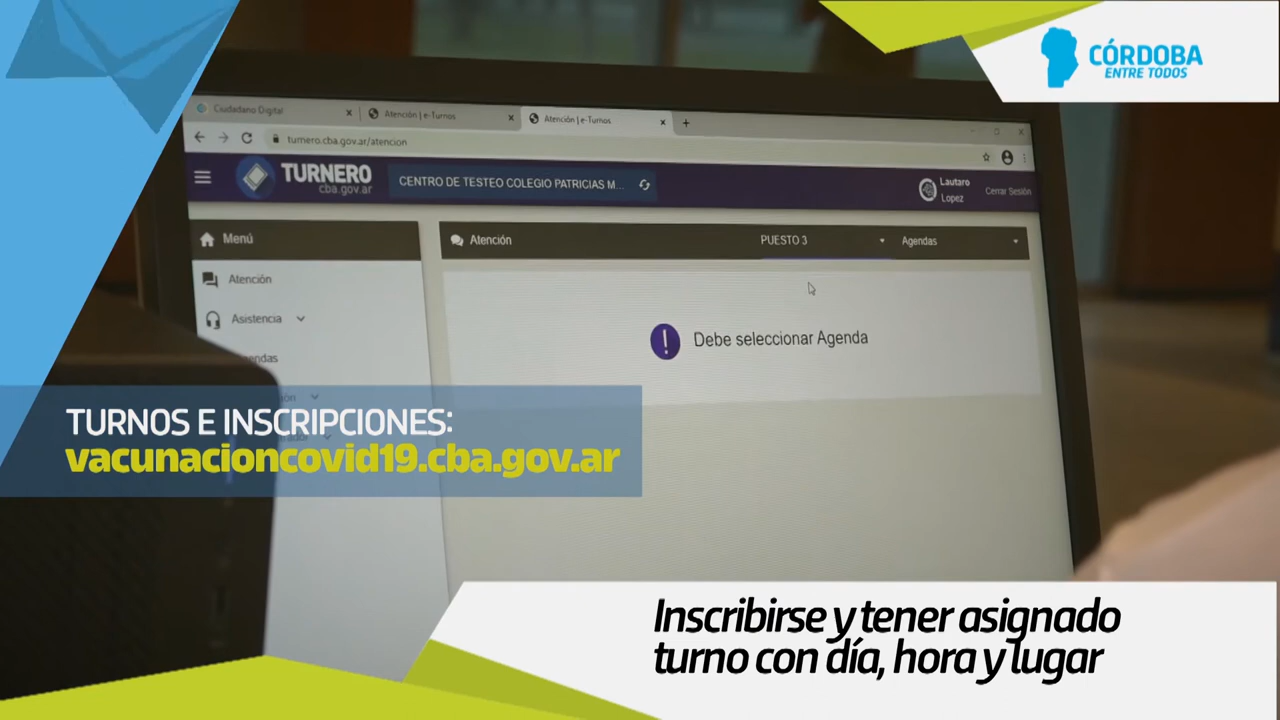 CÓRDOBA
ENTRE TODOS
Ciudadano Digital
Atención | e-Turnos
Atención | e-Turnos
turnero.cba.gov.ar/atencion
TURNERO
cba.gov.ar
CENTRO DE TESTEO COLEGIO PATRICIAS M...
Lautaro
Lopez
Cerrar Sesión
Menú
Atención
PUESTO 3
Agendas
Atención
Asistencia
Debe seleccionar Agenda
TURNOS E INSCRIPCIONES:
vacunacioncovid19.cba.gov.ar
Inscribirse y tener asignado
turno con día, hora y lugar